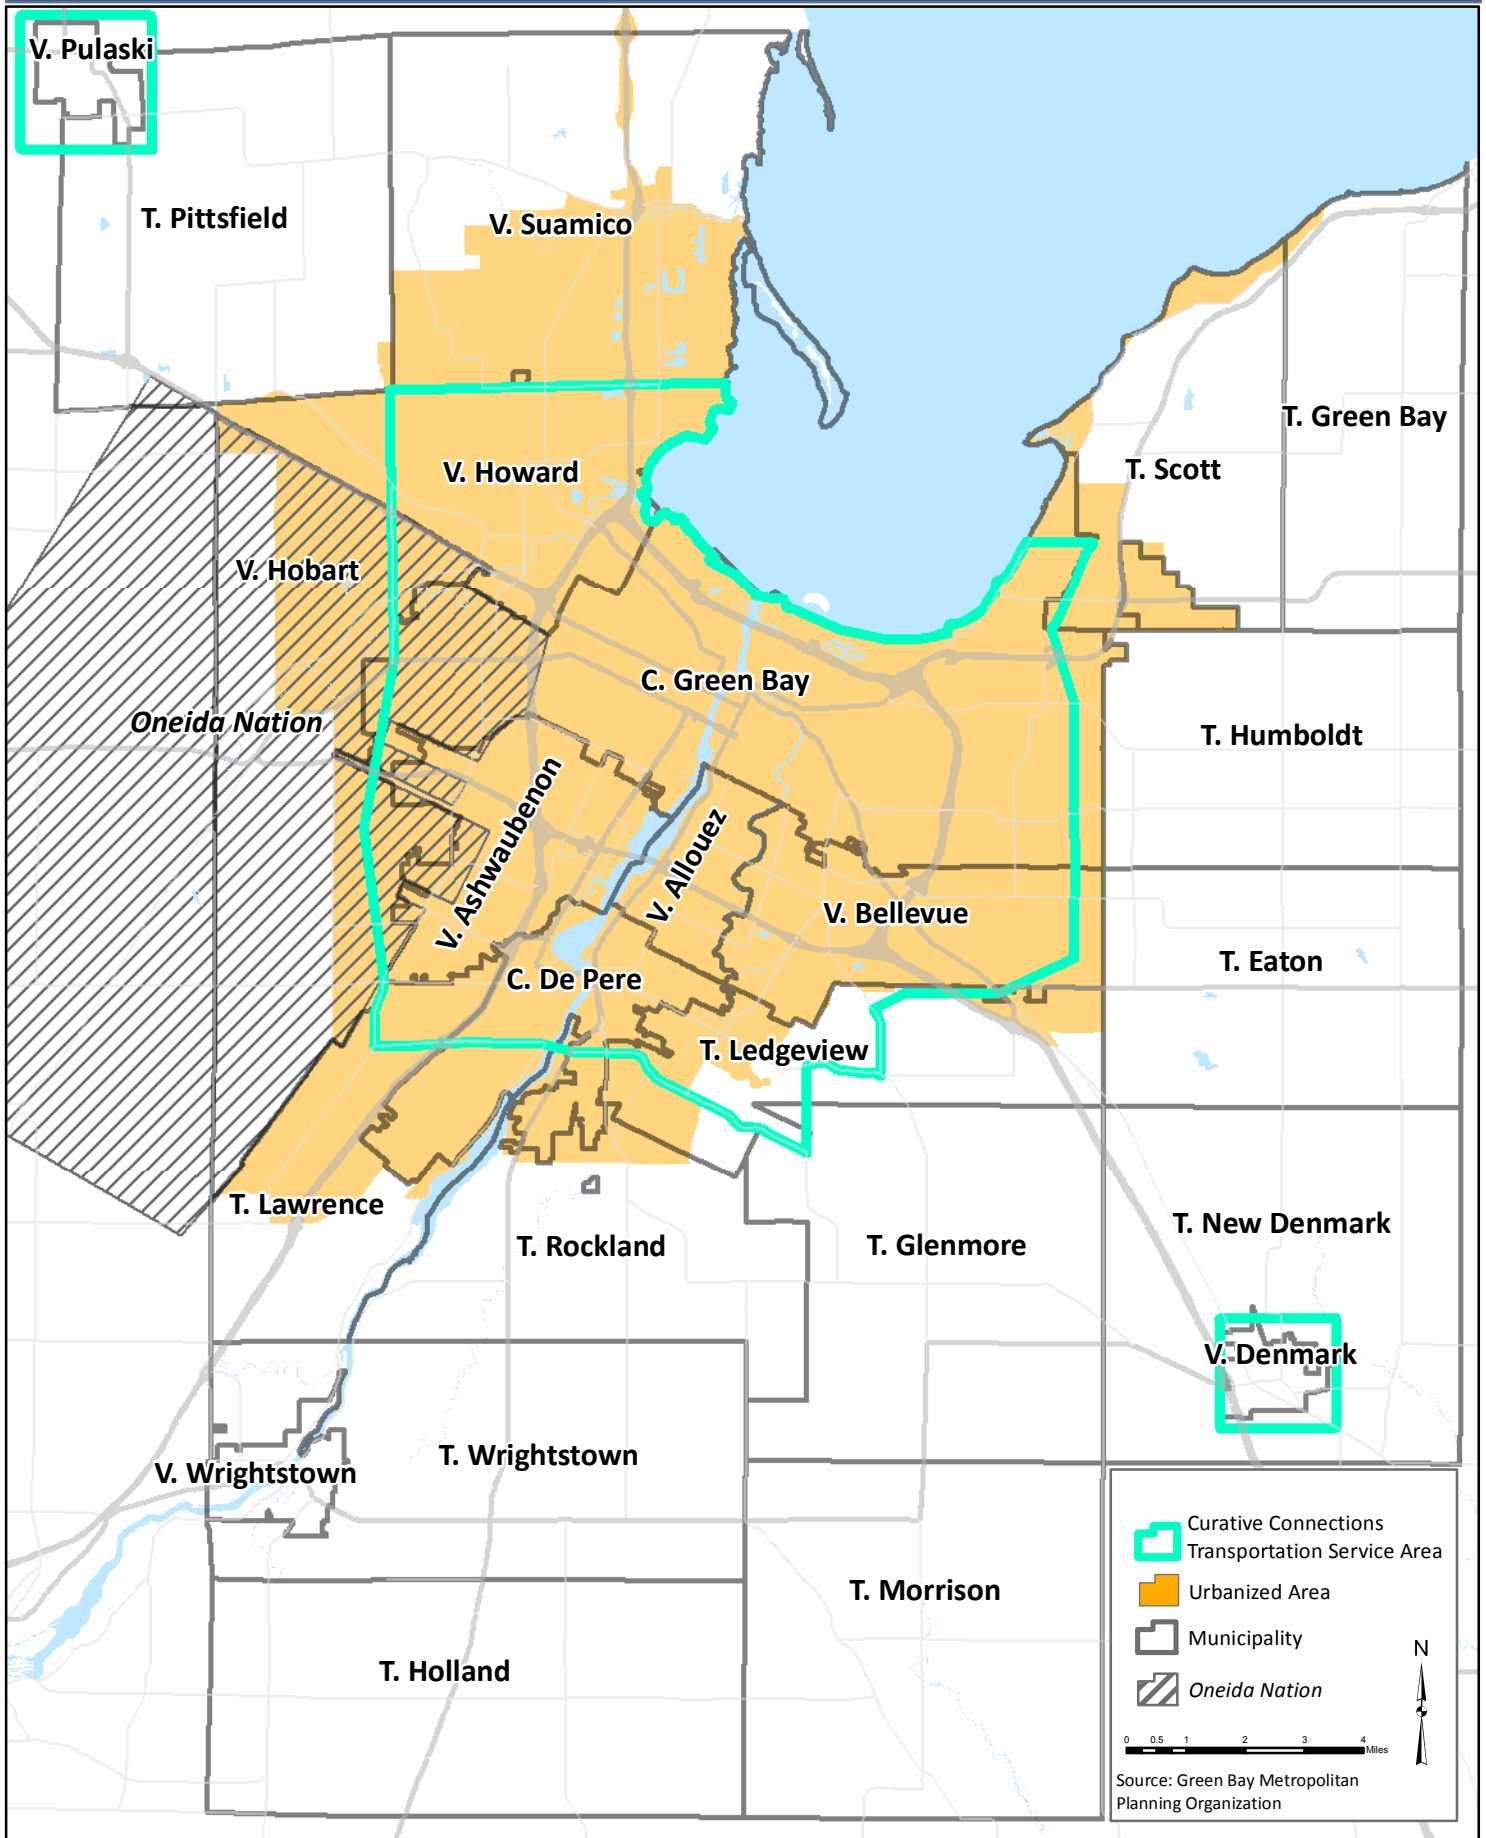 V. Pulaski
T. Pittsfield
V. Suamico
T. Green Bay
T. Scott
V. Howard
V. Hobart
C. Green Bay
Oneida Nation
T. Humboldt
V. Ashwaubenon
V. Allouez
V. Bellevue
T. Eaton
C. De Pere
T. Ledgeview
T. Lawrence
T. New Denmark
T. Rockland
T. Glenmore
V. Denmark
T. Wrightstown
V. Wrightstown
T. Morrison
T. Holland
Curative Connections
Transportation Service Area
Urbanized Area
Municipality
Oneida Nation
N
0 0.5 1 2 3 4
Miles
Source: Green Bay Metropolitan
Planning Organization